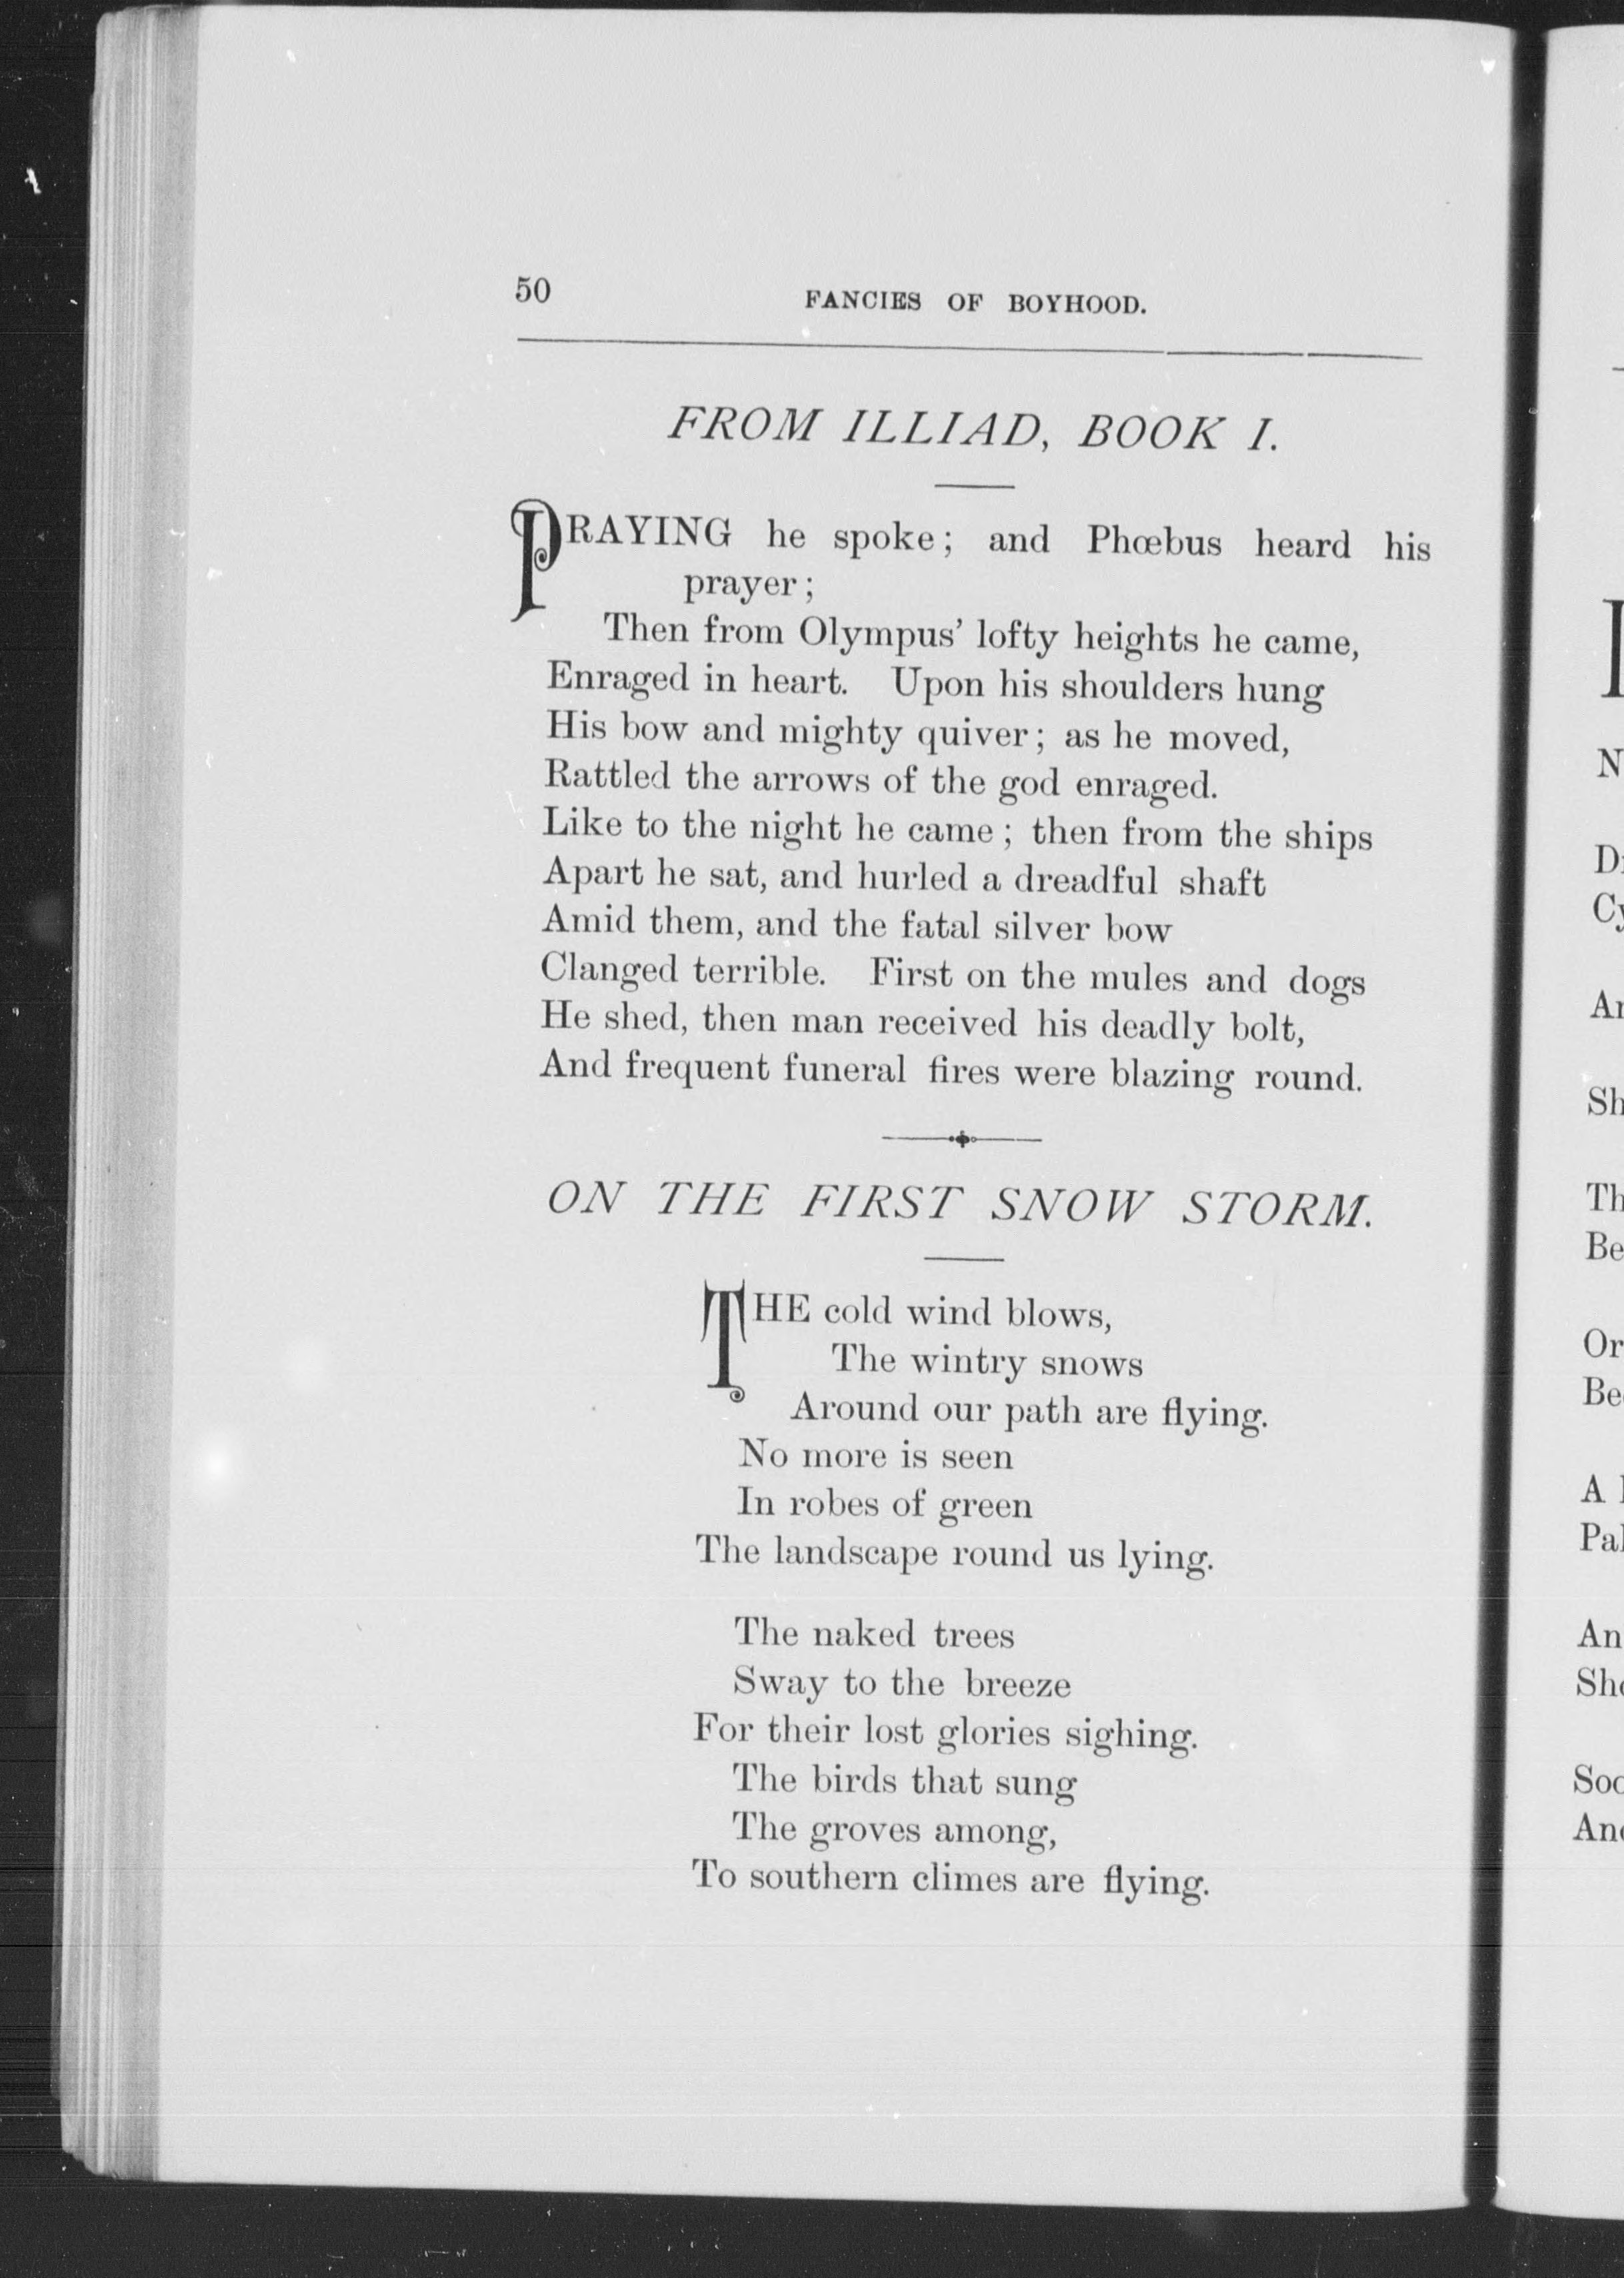 50 FANCIES OF BOYHOOD.
FROM ILLIAD, BOOK I.
PRAYING he spoke; and Phœbus heard his
prayer;
Then from Olympus’ lofty heights he came,
Enraged in heart. Upon his shoulders hung
His bow and mighty quiver; as he moved,
Rattled the arrows of the god enraged.
Like to the night he came; then from the ships
Apart he sat, and hurled a dreadful shaft
Amid them, and the fatal silver bow
Clanged terrible. First on the mules and dogs
He shed, then man received his deadly bolt,
And frequent funeral fires were blazing round.
ON THE FIRST SNOW STORM.
THE cold wind blows,
The wintry snows
Around our path are flying.
No more is seen
In robes of green
The landscape round us lying.
The naked trees
Sway to the breeze
For their lost glories sighing.
The birds that sung
The groves among,
To southern climes are flying.